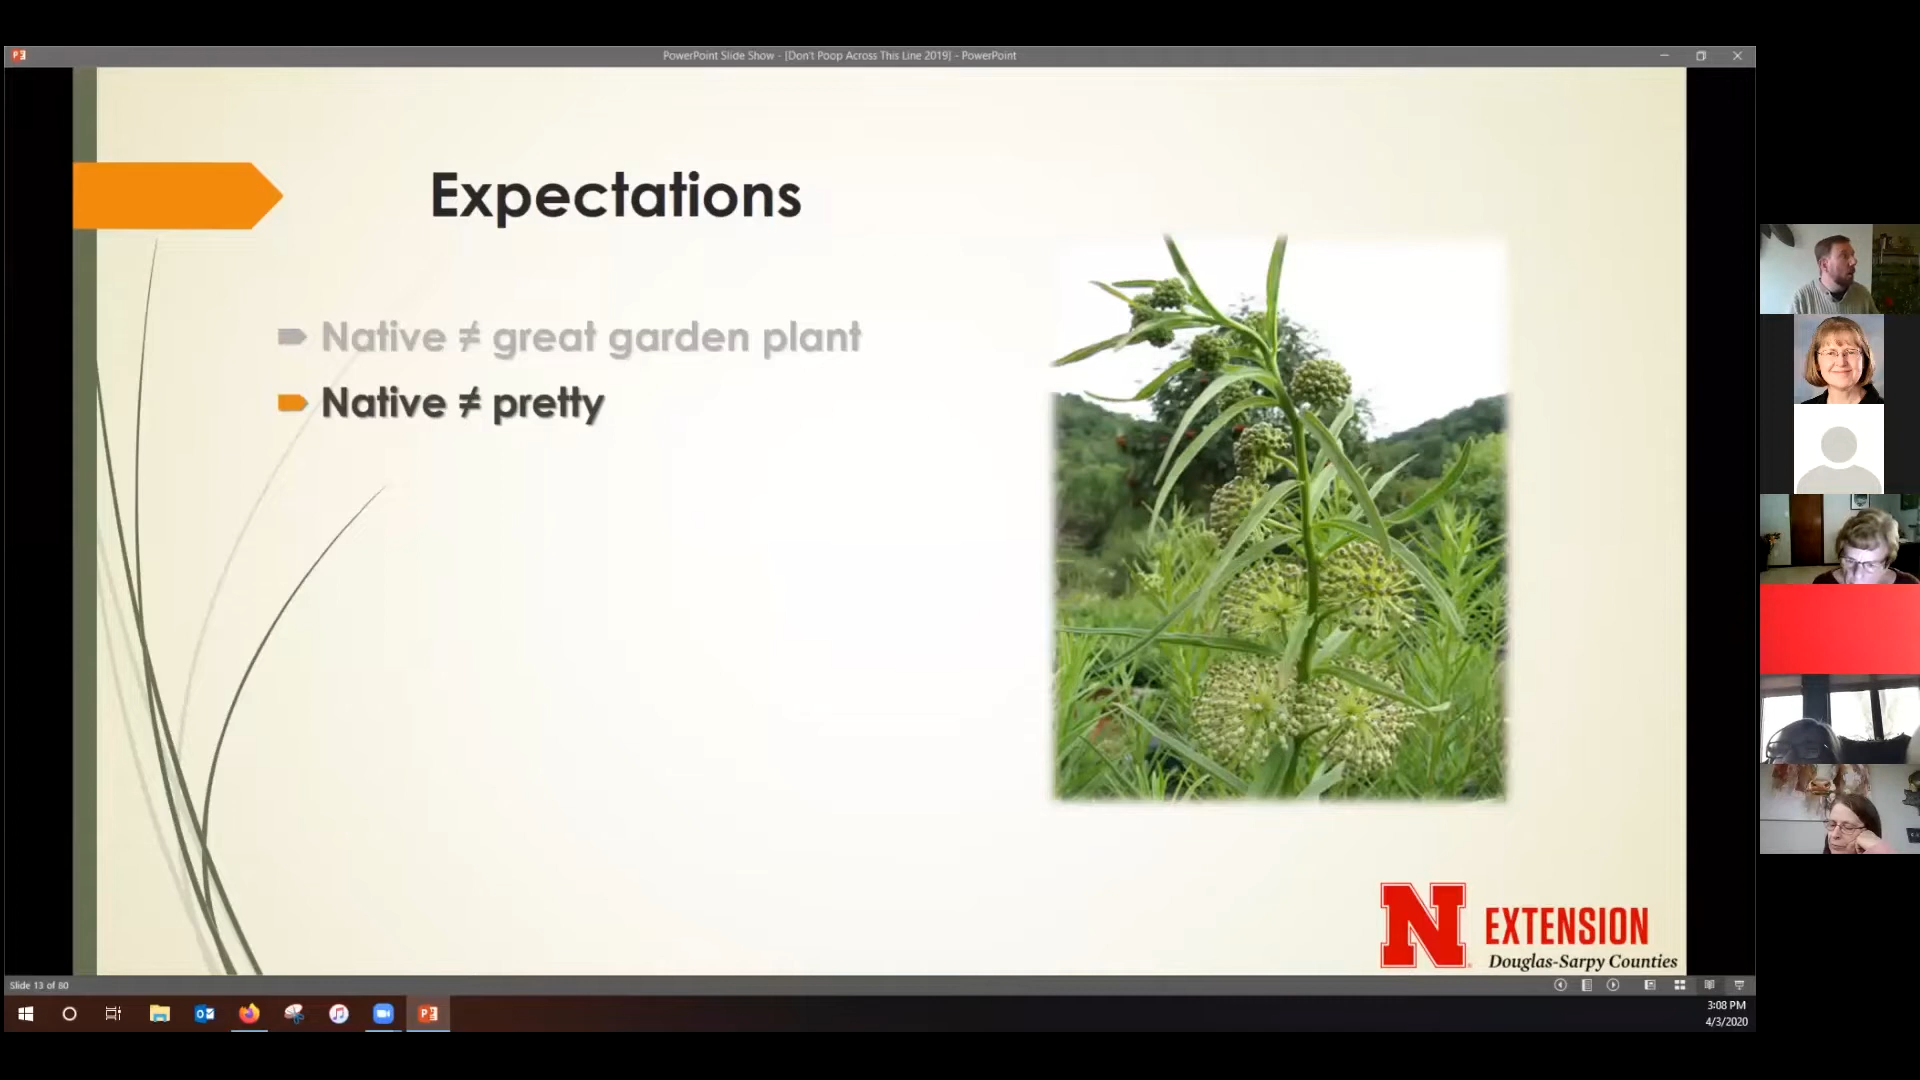 PowerPoint Slide Show - [Don't Poop Across This Line 2019] - PowerPoint
Expectations
Native ≠ great garden plant
Native ≠ pretty
N EXTENSION
Douglas-Sarpy Counties
Slide 13 of 80
3:08 PM
4/3/2020